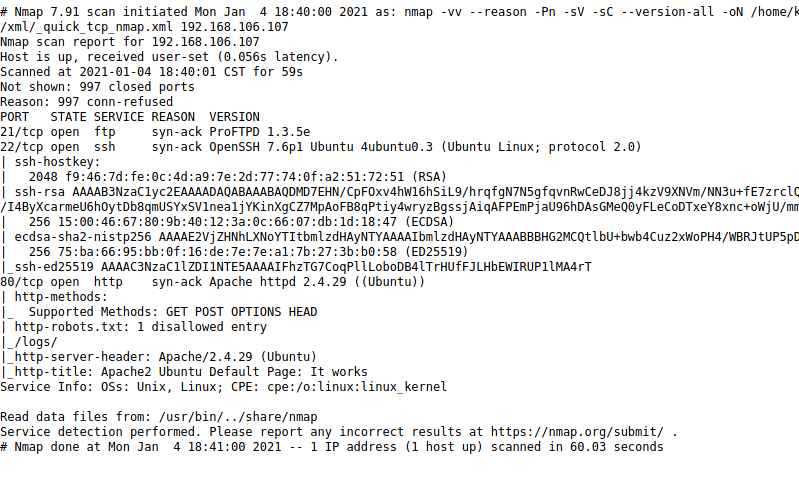 # Nmap 7.91 scan initiated Mon Jan  4 18:40:00 2021 as: nmap -vv --reason -Pn -sV -sC --version-all -oN /home/k
/xml/_quick_tcp_nmap.xml 192.168.106.107
Nmap scan report for 192.168.106.107
Host is up, received user-set (0.056s latency).
Scanned at 2021-01-04 18:40:01 CST for 59s
Not shown: 997 closed ports
Reason: 997 conn-refused
PORT   STATE SERVICE REASON  VERSION
21/tcp open  ftp     syn-ack ProFTPD 1.3.5e
22/tcp open  ssh     syn-ack OpenSSH 7.6p1 Ubuntu 4ubuntu0.3 (Ubuntu Linux; protocol 2.0)
| ssh-hostkey:
|   2048 f9:46:7d:fe:0c:4d:a9:7e:2d:77:74:0f:a2:51:72:51 (RSA)
| ssh-rsa AAAAB3NzaC1yc2EAAAADAQABAAABAQDMD7EHN/CpFOxv4hW16hSiL9/hrqfgN7N5gfqvnRwCeDJ8jj4kzV9XNVm/NN3u+fE7zrclQ
/I4ByXcarmeU6hOytDb8qmUSYxSV1nea1jYKinXgCZ7MpAoFB8qPtiy4wryzBgssjAiqAFPEmPjaU96hDAsGMeQ0yFLeCoDTxeY8xnc+oWjU/mm
|   256 15:00:46:67:80:9b:40:12:3a:0c:66:07:db:1d:18:47 (ECDSA)
| ecdsa-sha2-nistp256 AAAAE2VjZHNhLXNoYTItbmlzdHAyNTYAAAAIbmlzdHAyNTYAAABBBHG2MCQtlbU+bwb4Cuz2xWoPH4/WBRJtUP5pD
|   256 75:ba:66:95:bb:0f:16:de:7e:7e:a1:7b:27:3b:b0:58 (ED25519)
|_ssh-ed25519 AAAAC3NzaC1lZDI1NTE5AAAAIFhzTG7CoqPllLoboDB4lTrHUfFJLHbEWIRUP1lMA4rT
80/tcp open  http    syn-ack Apache httpd 2.4.29 ((Ubuntu))
| http-methods:
|_  Supported Methods: GET POST OPTIONS HEAD
| http-robots.txt: 1 disallowed entry
|_/logs/
|_http-server-header: Apache/2.4.29 (Ubuntu)
|_http-title: Apache2 Ubuntu Default Page: It works
Service Info: OSs: Unix, Linux; CPE: cpe:/o:linux:linux_kernel

Read data files from: /usr/bin/../share/nmap
Service detection performed. Please report any incorrect results at https://nmap.org/submit/ .
# Nmap done at Mon Jan  4 18:41:00 2021 -- 1 IP address (1 host up) scanned in 60.03 seconds